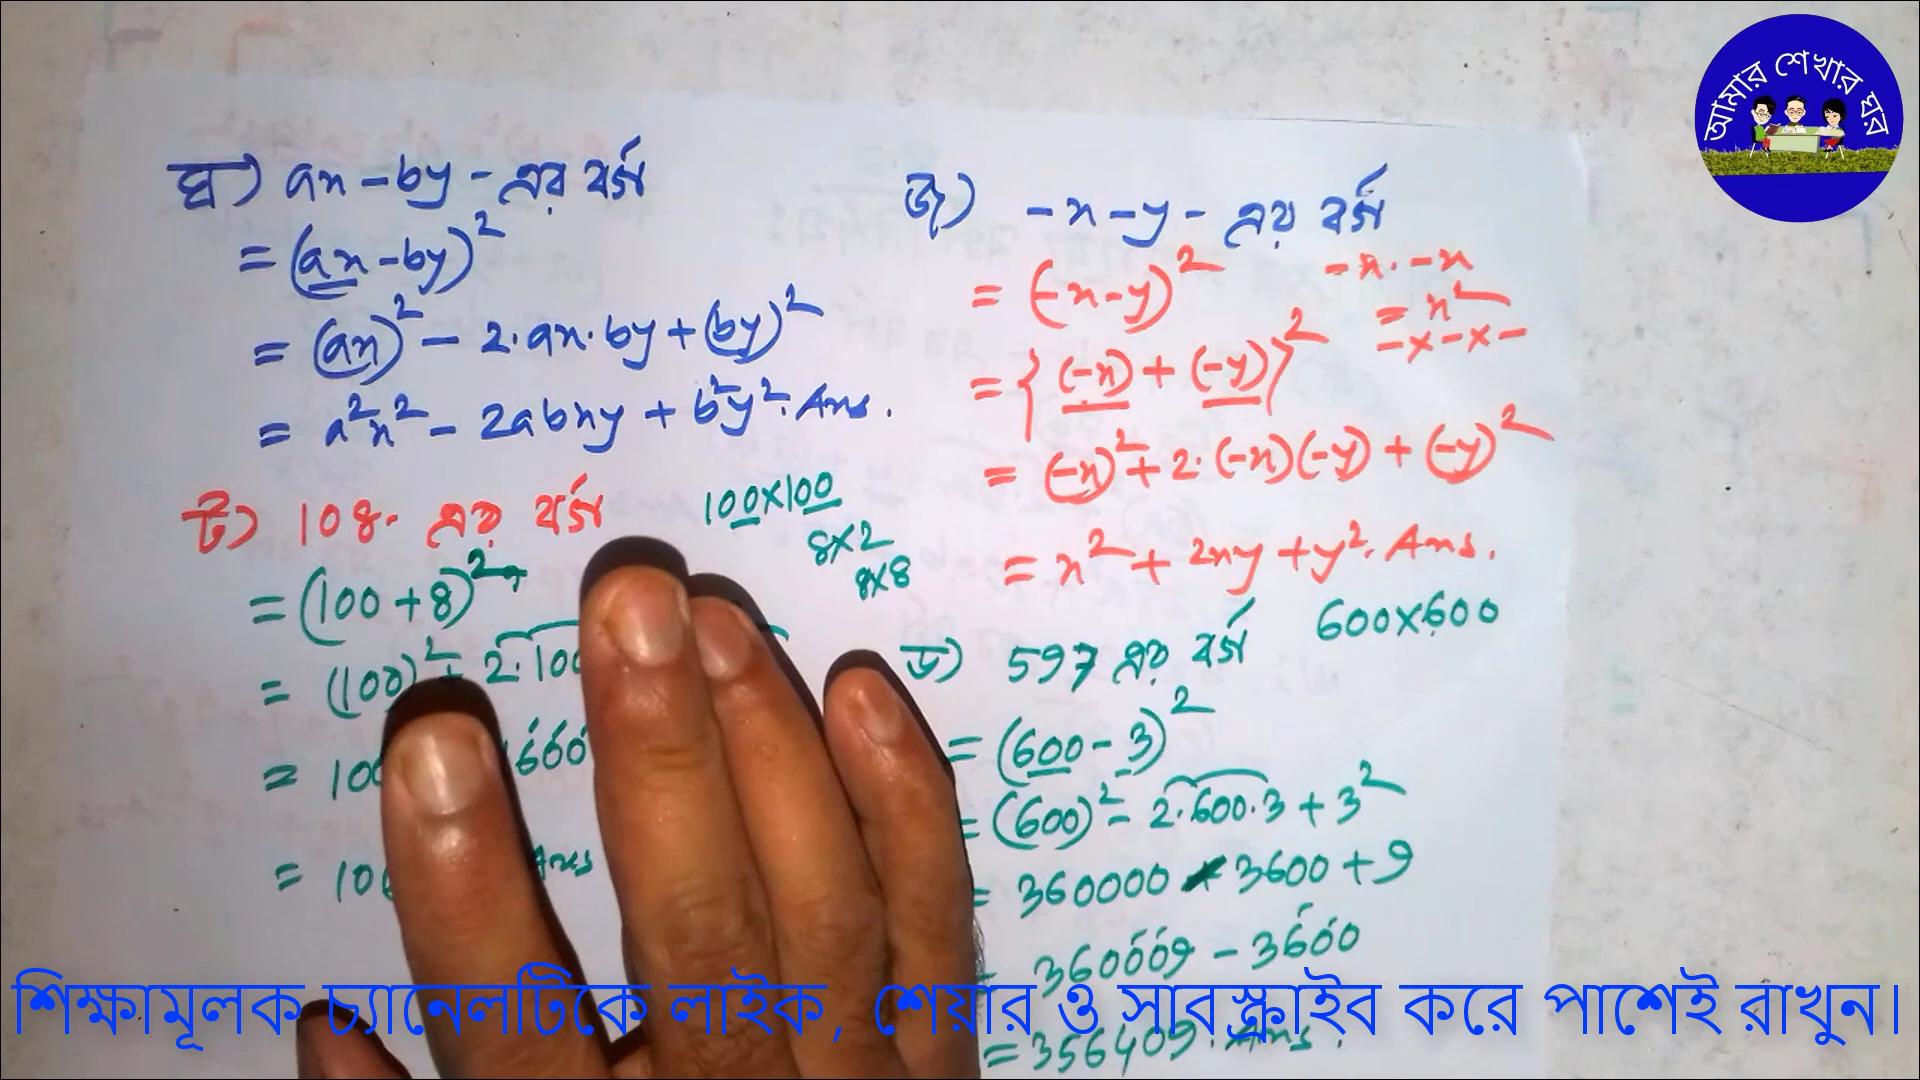 আমার শেখার ঘর
ঘ) ax - by - এর বর্গ
= (ax - by)²
= (ax)² - 2.ax.by + (by)²
= a²x² - 2abxy + b²y². Ans.
ট) 108. এর বর্গ
100×100
8×2
8×8
= (100 + 8)²
= (100)² + 2.100
= 10
600
= 10
Ans
জ) -x - y - এর বর্গ
= (-x - y)²
-x. -x
= x²
- × - × -
= {(-x) + (-y)}²
= (-x)² + 2. (-x)(-y) + (-y)²
= x² + 2xy + y². Ans.
ড) 597 এর বর্গ
600×600
= (600 - 3)²
= (600)² - 2.600.3 + 3²
= 360000 - 3600 + 9
= 360009 - 3600
= 356409. Ans.
শিক্ষামূলক চ্যানেলটিকে লাইক, শেয়ার ও সাবস্ক্রাইব করে পাশেই রাখুন।